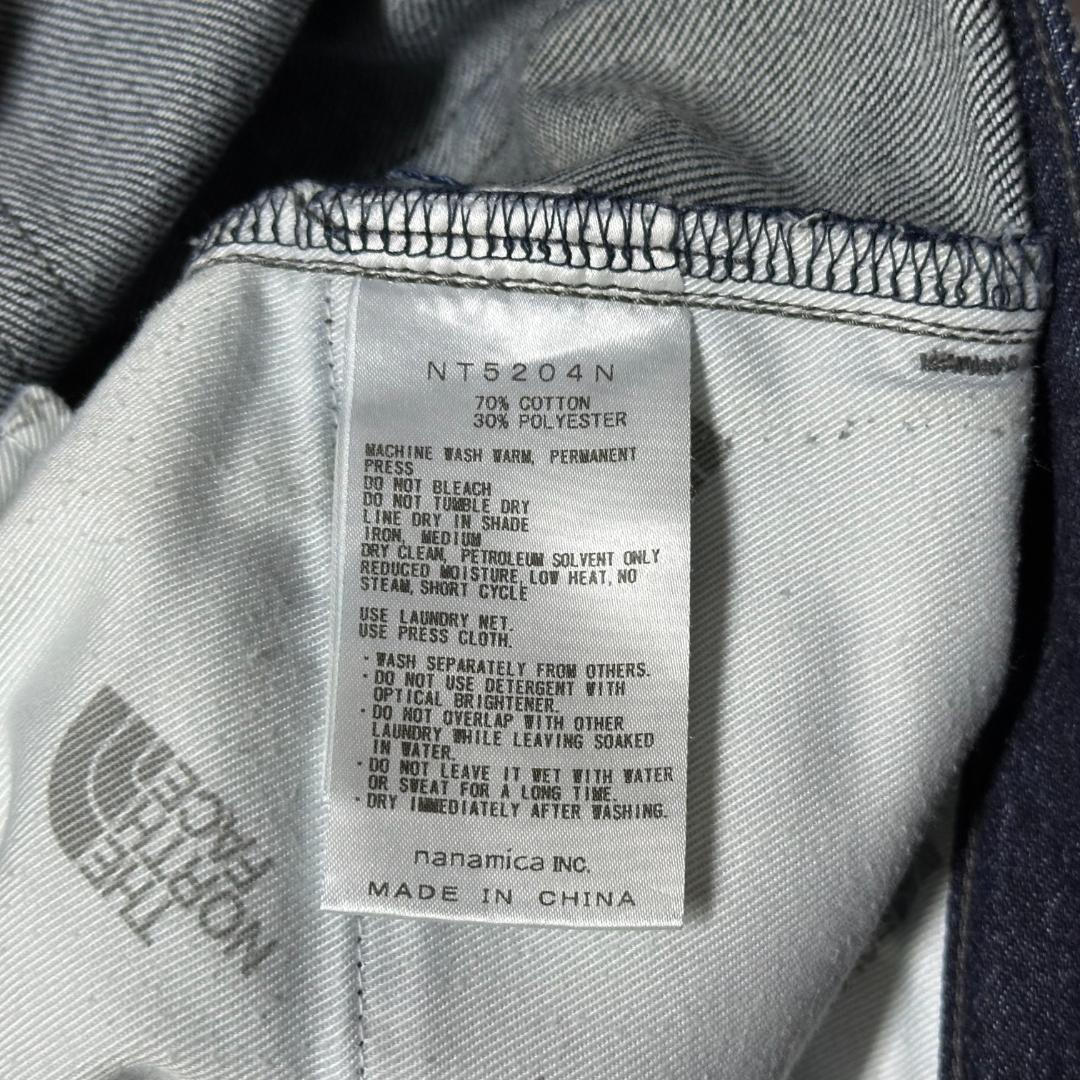 NT5204N
70% COTTON
30% POLYESTER
MACHINE WASH WARM, PERMANENT
PRESS
DO NOT BLEACH
DO NOT TUMBLE DRY
LINE DRY IN SHADE
IRON, MEDIUM
DRY CLEAN, PETROLEUM SOLVENT ONLY
REDUCED MOISTURE, LOW HEAT, NO
STEAM, SHORT CYCLE
USE LAUNDRY NET.
USE PRESS CLOTH.
・WASH SEPARATELY FROM OTHERS.
・DO NOT USE DETERGENT WITH
OPTICAL BRIGHTENER.
・DO NOT OVERLAP WITH OTHER
LAUNDRY WHILE LEAVING SOAKED
IN WATER.
・DO NOT LEAVE IT WET WITH WATER
OR SWEAT FOR A LONG TIME.
・DRY IMMEDIATELY AFTER WASHING.
nanamica INC.
MADE IN CHINA
THE
NORTH
FACE